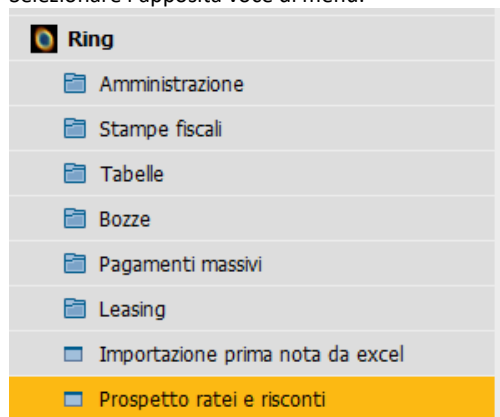 Selezionare l'apposita voce di menu:
Ring
Amministrazione
Stampe fiscali
Tabelle
Bozze
Pagamenti massivi
Leasing
Importazione prima nota da excel
Prospetto ratei e risconti